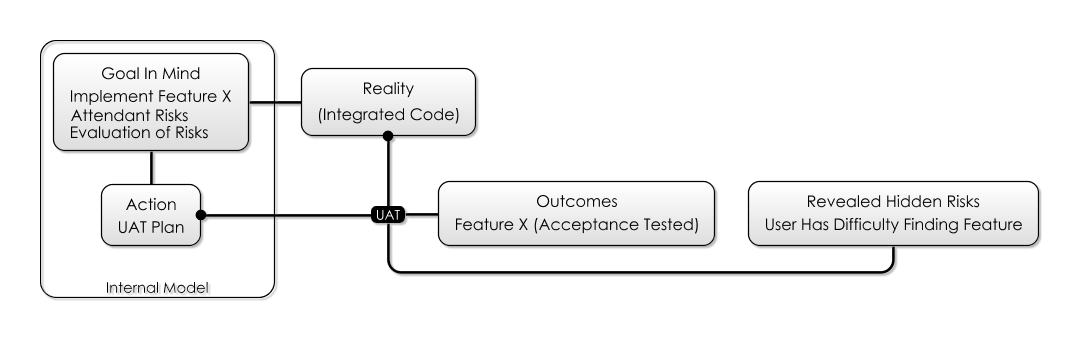 Goal In Mind
Implement Feature X
Attendant Risks
Evaluation of Risks
Reality
(Integrated Code)
Action
UAT Plan
UAT
Outcomes
Feature X (Acceptance Tested)
Revealed Hidden Risks
User Has Difficulty Finding Feature
Internal Model